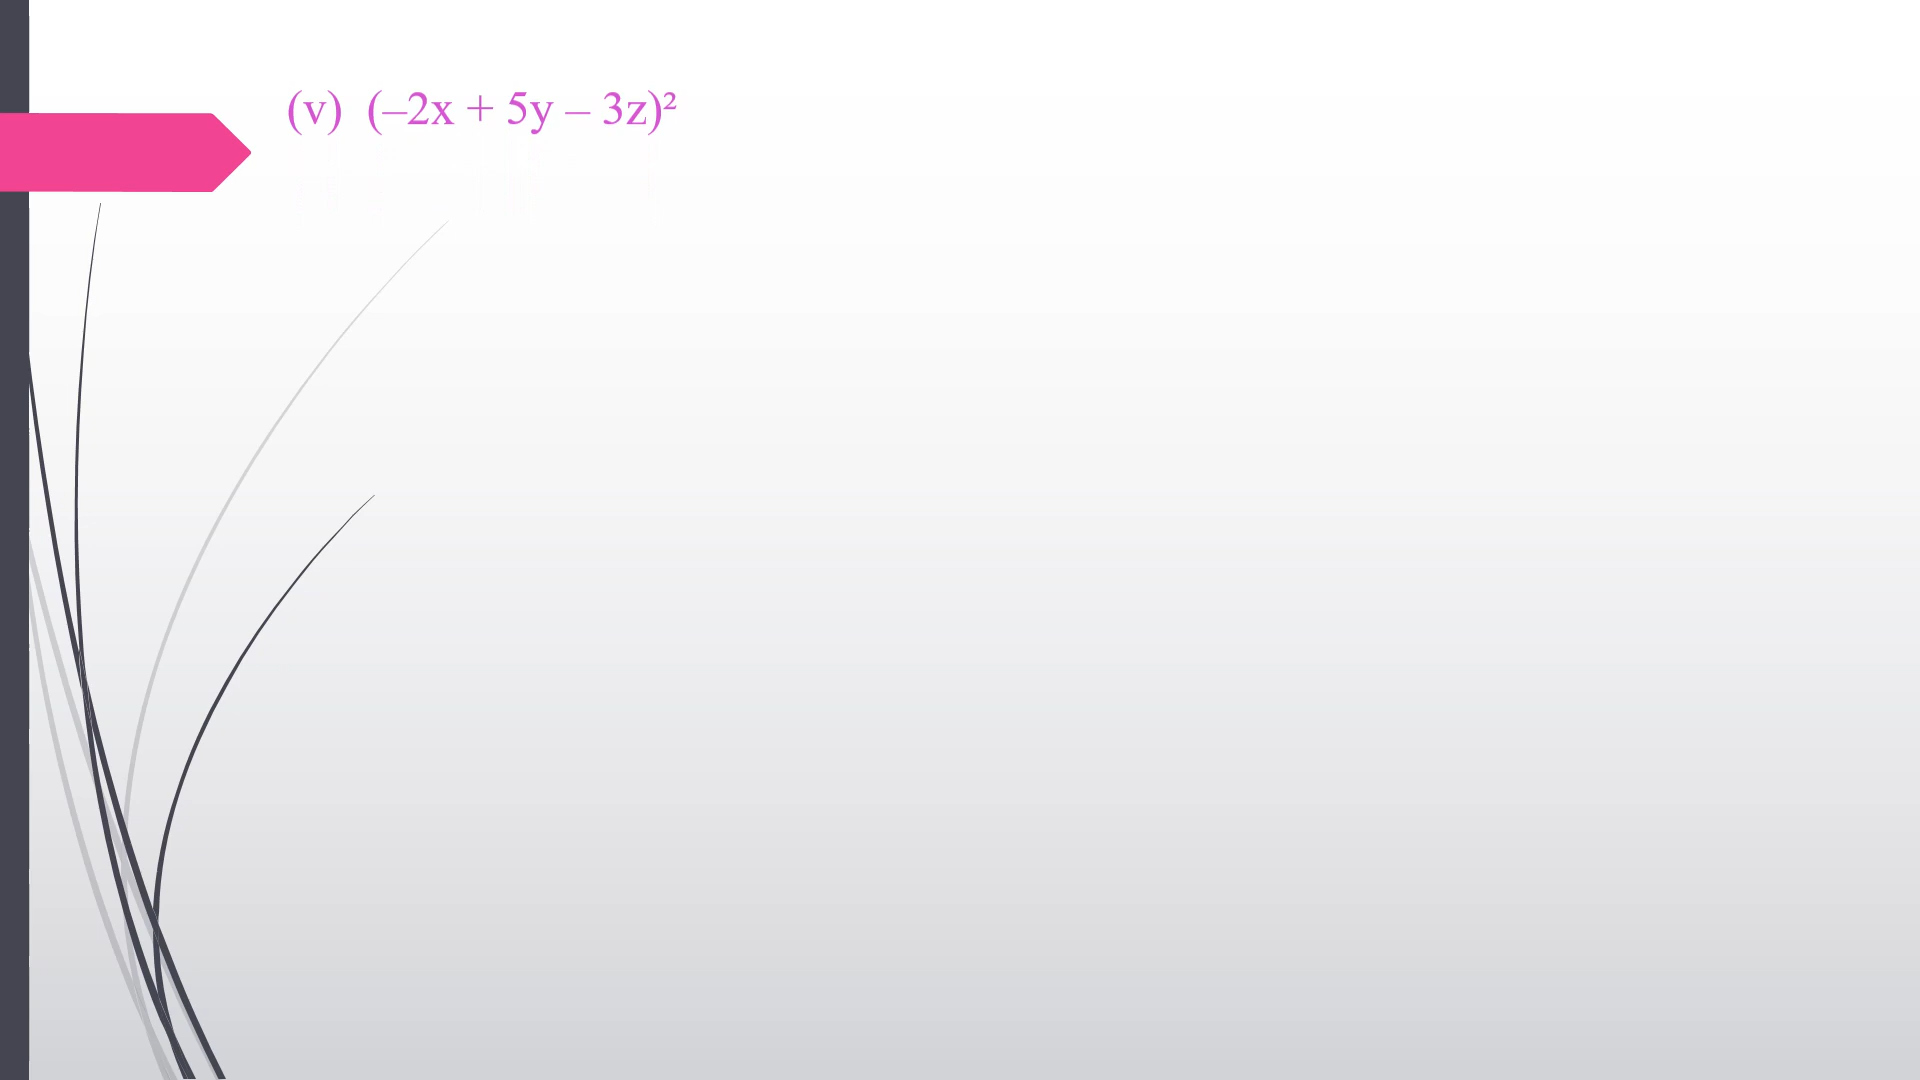 (v) (–2x + 5y – 3z)²